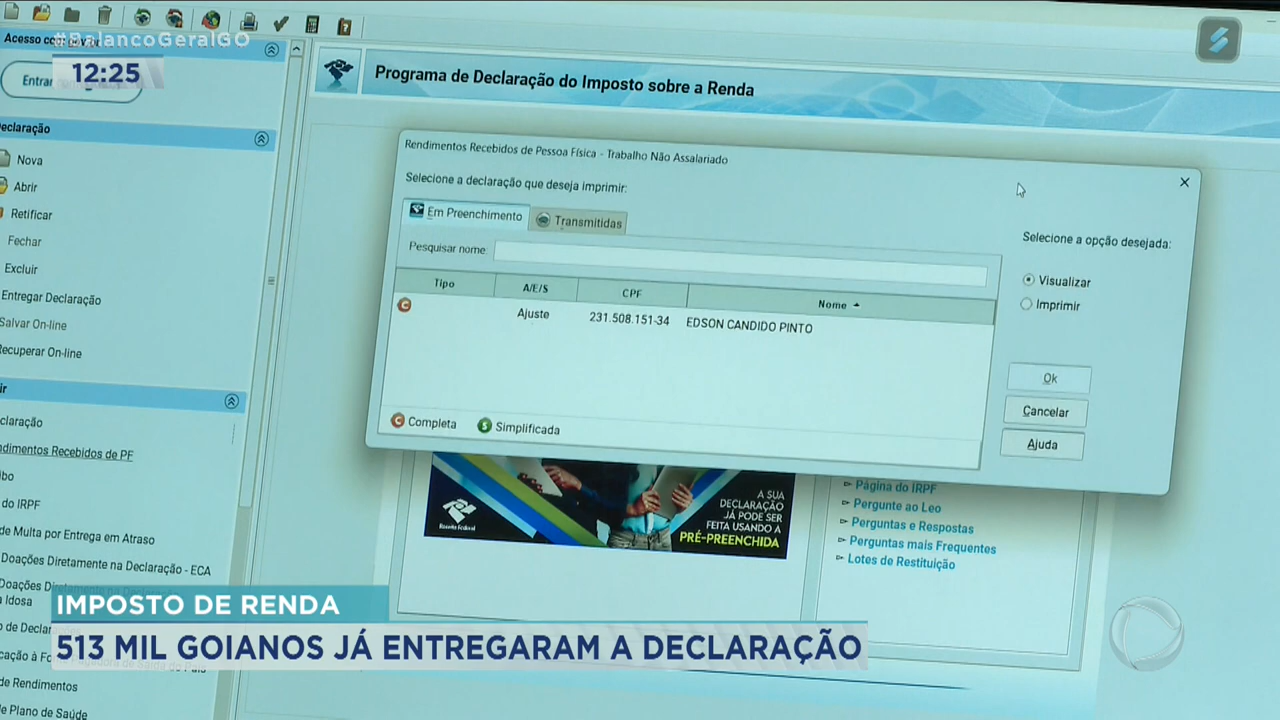 #BalancoGeralGO
12:25
Declaração
Nova
Abrir
Retificar
Fechar
Excluir
Entregar Declaração
Salvar On-line
Recuperar On-line
Rendimentos Recebidos de PF
do IRPF
de Multa por Entrega em Atraso
Doações Diretamente na Declaração - ECA
Doações
Idosa
de Rendimentos
de Plano de Saúde
Programa de Declaração do Imposto sobre a Renda
Rendimentos Recebidos de Pessoa Física - Trabalho Não Assalariado
Selecione a declaração que deseja imprimir:
Em Preenchimento
Transmitidas
Pesquisar nome:
Tipo A/E/S CPF Nome
C Ajuste 231.508.151-34 EDSON CANDIDO PINTO
C Completa S Simplificada
Selecione a opção desejada:
Visualizar
Imprimir
Ok
Cancelar
Ajuda
Receita Federal
A SUA
DECLARAÇÃO
JÁ PODE SER
FEITA USANDO A
PRÉ-PREENCHIDA
Página do IRPF
Pergunte ao Leo
Perguntas e Respostas
Perguntas mais Frequentes
Lotes de Restituição
IMPOSTO DE RENDA
513 MIL GOIANOS JÁ ENTREGARAM A DECLARAÇÃO